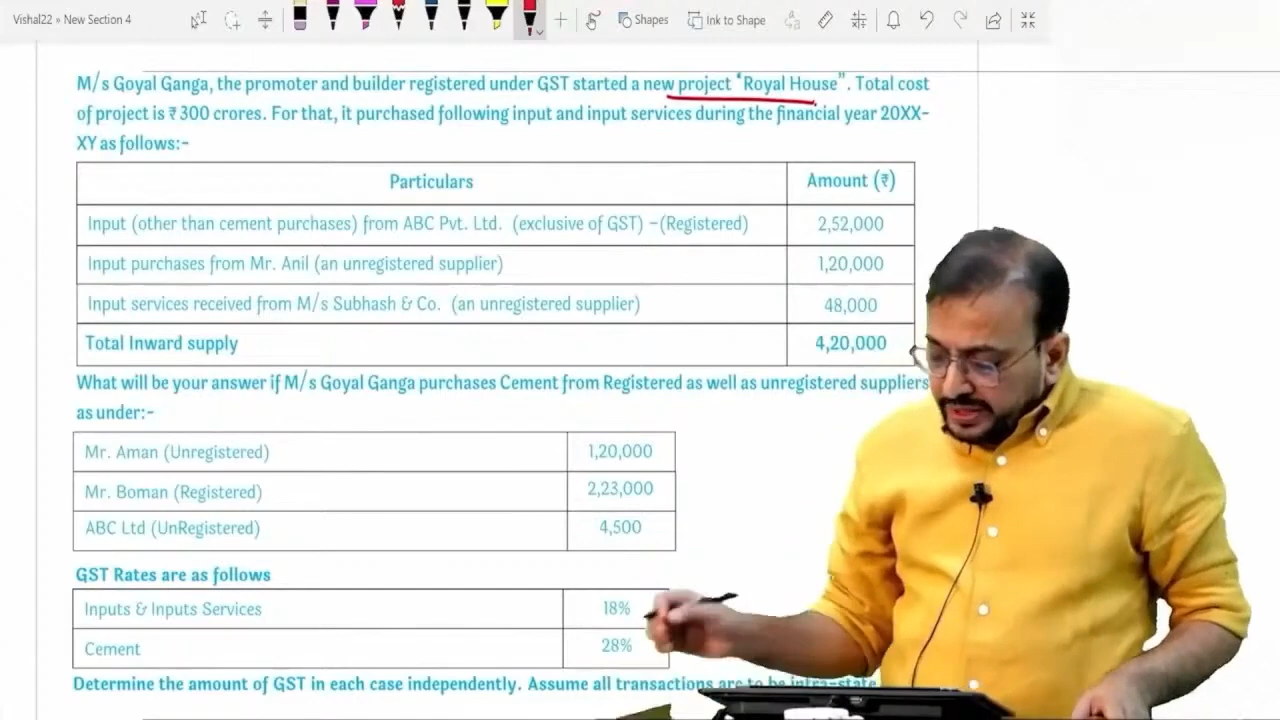 Vishal22 » New Section 4
Shapes
Ink to Shape
M/s Goyal Ganga, the promoter and builder registered under GST started a new project "Royal House". Total cost
of project is ₹ 300 crores. For that, it purchased following input and input services during the financial year 20XX-
XY as follows:-
Particulars Amount (₹)
Input (other than cement purchases) from ABC Pvt. Ltd. (exclusive of GST) -(Registered) 2,52,000
Input purchases from Mr. Anil (an unregistered supplier) 1,20,000
Input services received from M/s Subhash & Co. (an unregistered supplier) 48,000
Total Inward supply 4,20,000
What will be your answer if M/s Goyal Ganga purchases Cement from Registered as well as unregistered suppliers
as under:-
Mr. Aman (Unregistered) 1,20,000
Mr. Boman (Registered) 2,23,000
ABC Ltd (UnRegistered) 4,500
GST Rates are as follows
Inputs & Inputs Services 18%
Cement 28%
Determine the amount of GST in each case independently. Assume all transactions are to be intra-state